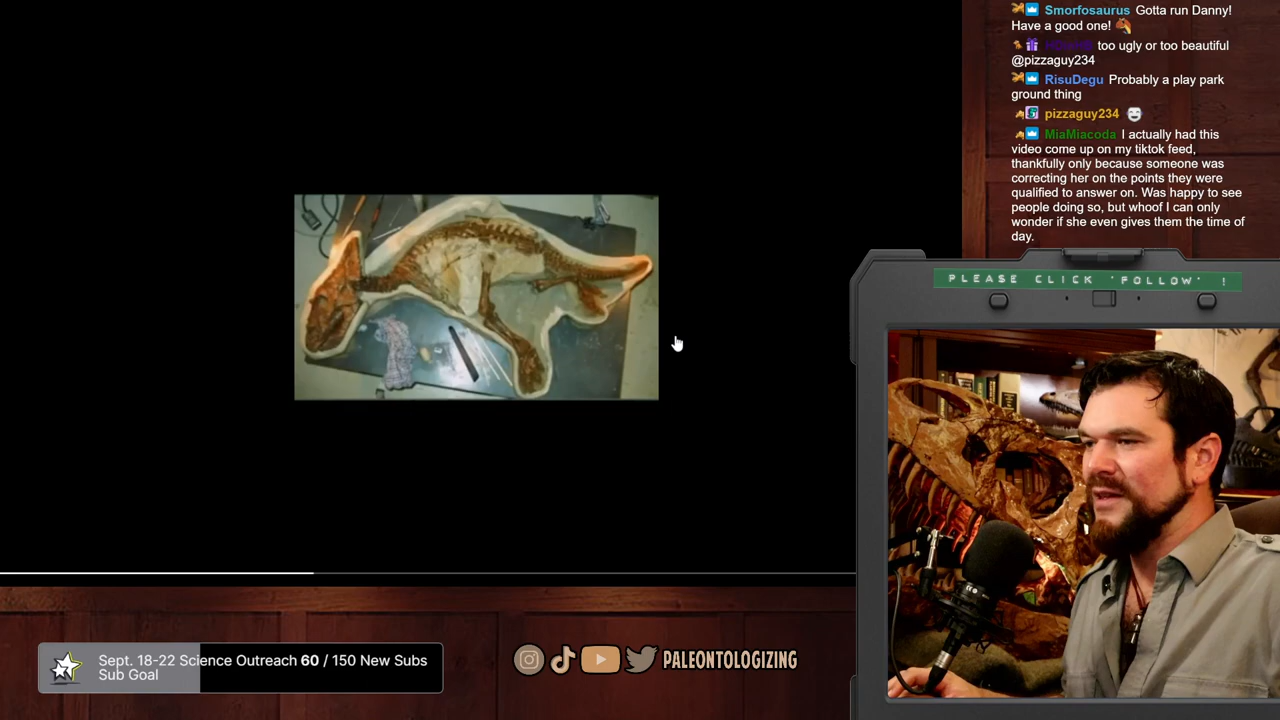 Smorfosaurus Gotta run Danny!
Have a good one!
too ugly or too beautiful
@pizzaguy234
RisuDegu Probably a play park
ground thing
pizzaguy234
MiaMiacoda I actually had this
video come up on my tiktok feed,
thankfully only because someone was
correcting her on the points they were
qualified to answer on. Was happy to see
people doing so, but whoof I can only
wonder if she even gives them the time of
day.
PLEASE CLICK 'FOLLOW' !
Sept. 18-22 Science Outreach 60 / 150 New Subs
Sub Goal
PALEONTOLOGIZING